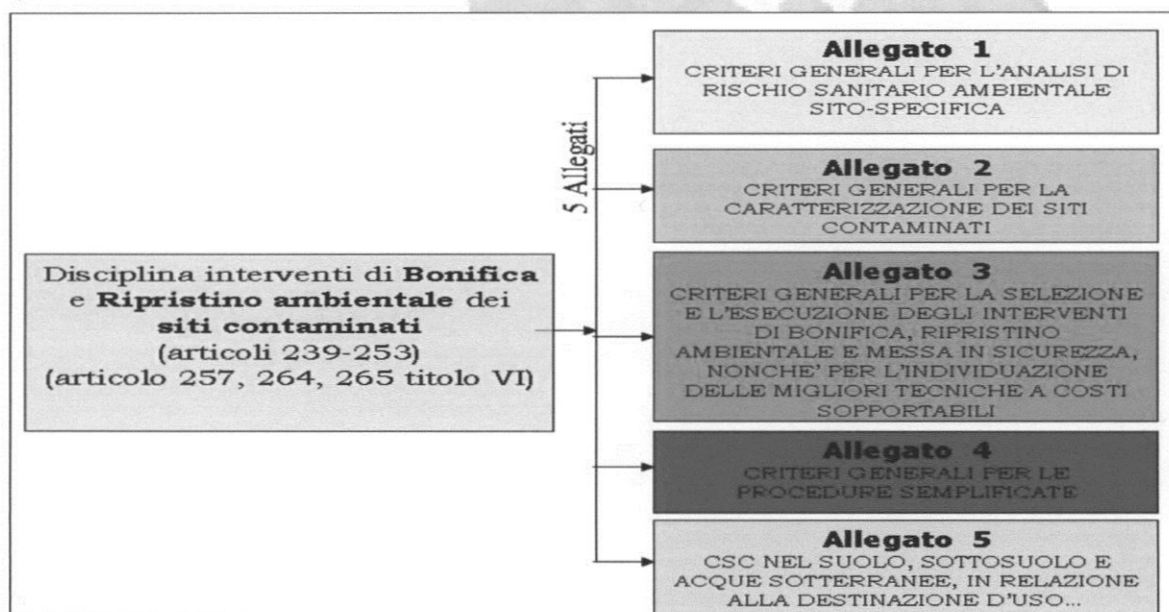 Disciplina interventi di Bonifica
e Ripristino ambientale dei
siti contaminati
(articoli 239-253)
(articolo 257, 264, 265 titolo VI)
5 Allegati
Allegato 1
CRITERI GENERALI PER L'ANALISI DI
RISCHIO SANITARIO AMBIENTALE
SITO-SPECIFICA
Allegato 2
CRITERI GENERALI PER LA
CARATTERIZZAZIONE DEI SITI
CONTAMINATI
Allegato 3
CRITERI GENERALI PER LA SELEZIONE
E L'ESECUZIONE DEGLI INTERVENTI
DI BONIFICA, RIPRISTINO
AMBIENTALE E MESSA IN SICUREZZA,
NONCHE' PER L'INDIVIDUAZIONE
DELLE MIGLIORI TECNICHE A COSTI
SOPPORTABILI
Allegato 4
CRITERI GENERALI PER LE
PROCEDURE SEMPLIFICATE
Allegato 5
CSC NEL SUOLO, SOTTOSUOLO E
ACQUE SOTTERRANEE, IN RELAZIONE
ALLA DESTINAZIONE D'USO...